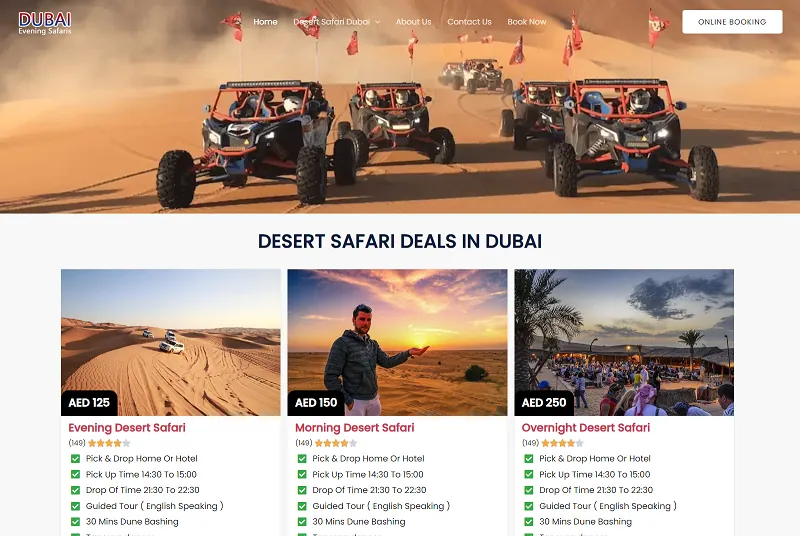 DUBAI
Evening Safaris
Home
Desert Safari Dubai
About Us
Contact Us
Book Now
ONLINE BOOKING
DESERT SAFARI DEALS IN DUBAI
AED 125
Evening Desert Safari
(149)
Pick & Drop Home Or Hotel
Pick Up Time 14:30 To 15:00
Drop Of Time 21:30 To 22:30
Guided Tour ( English Speaking )
30 Mins Dune Bashing
AED 150
Morning Desert Safari
(149)
Pick & Drop Home Or Hotel
Pick Up Time 14:30 To 15:00
Drop Of Time 21:30 To 22:30
Guided Tour ( English Speaking )
30 Mins Dune Bashing
AED 250
Overnight Desert Safari
(149)
Pick & Drop Home Or Hotel
Pick Up Time 14:30 To 15:00
Drop Of Time 21:30 To 22:30
Guided Tour ( English Speaking )
30 Mins Dune Bashing